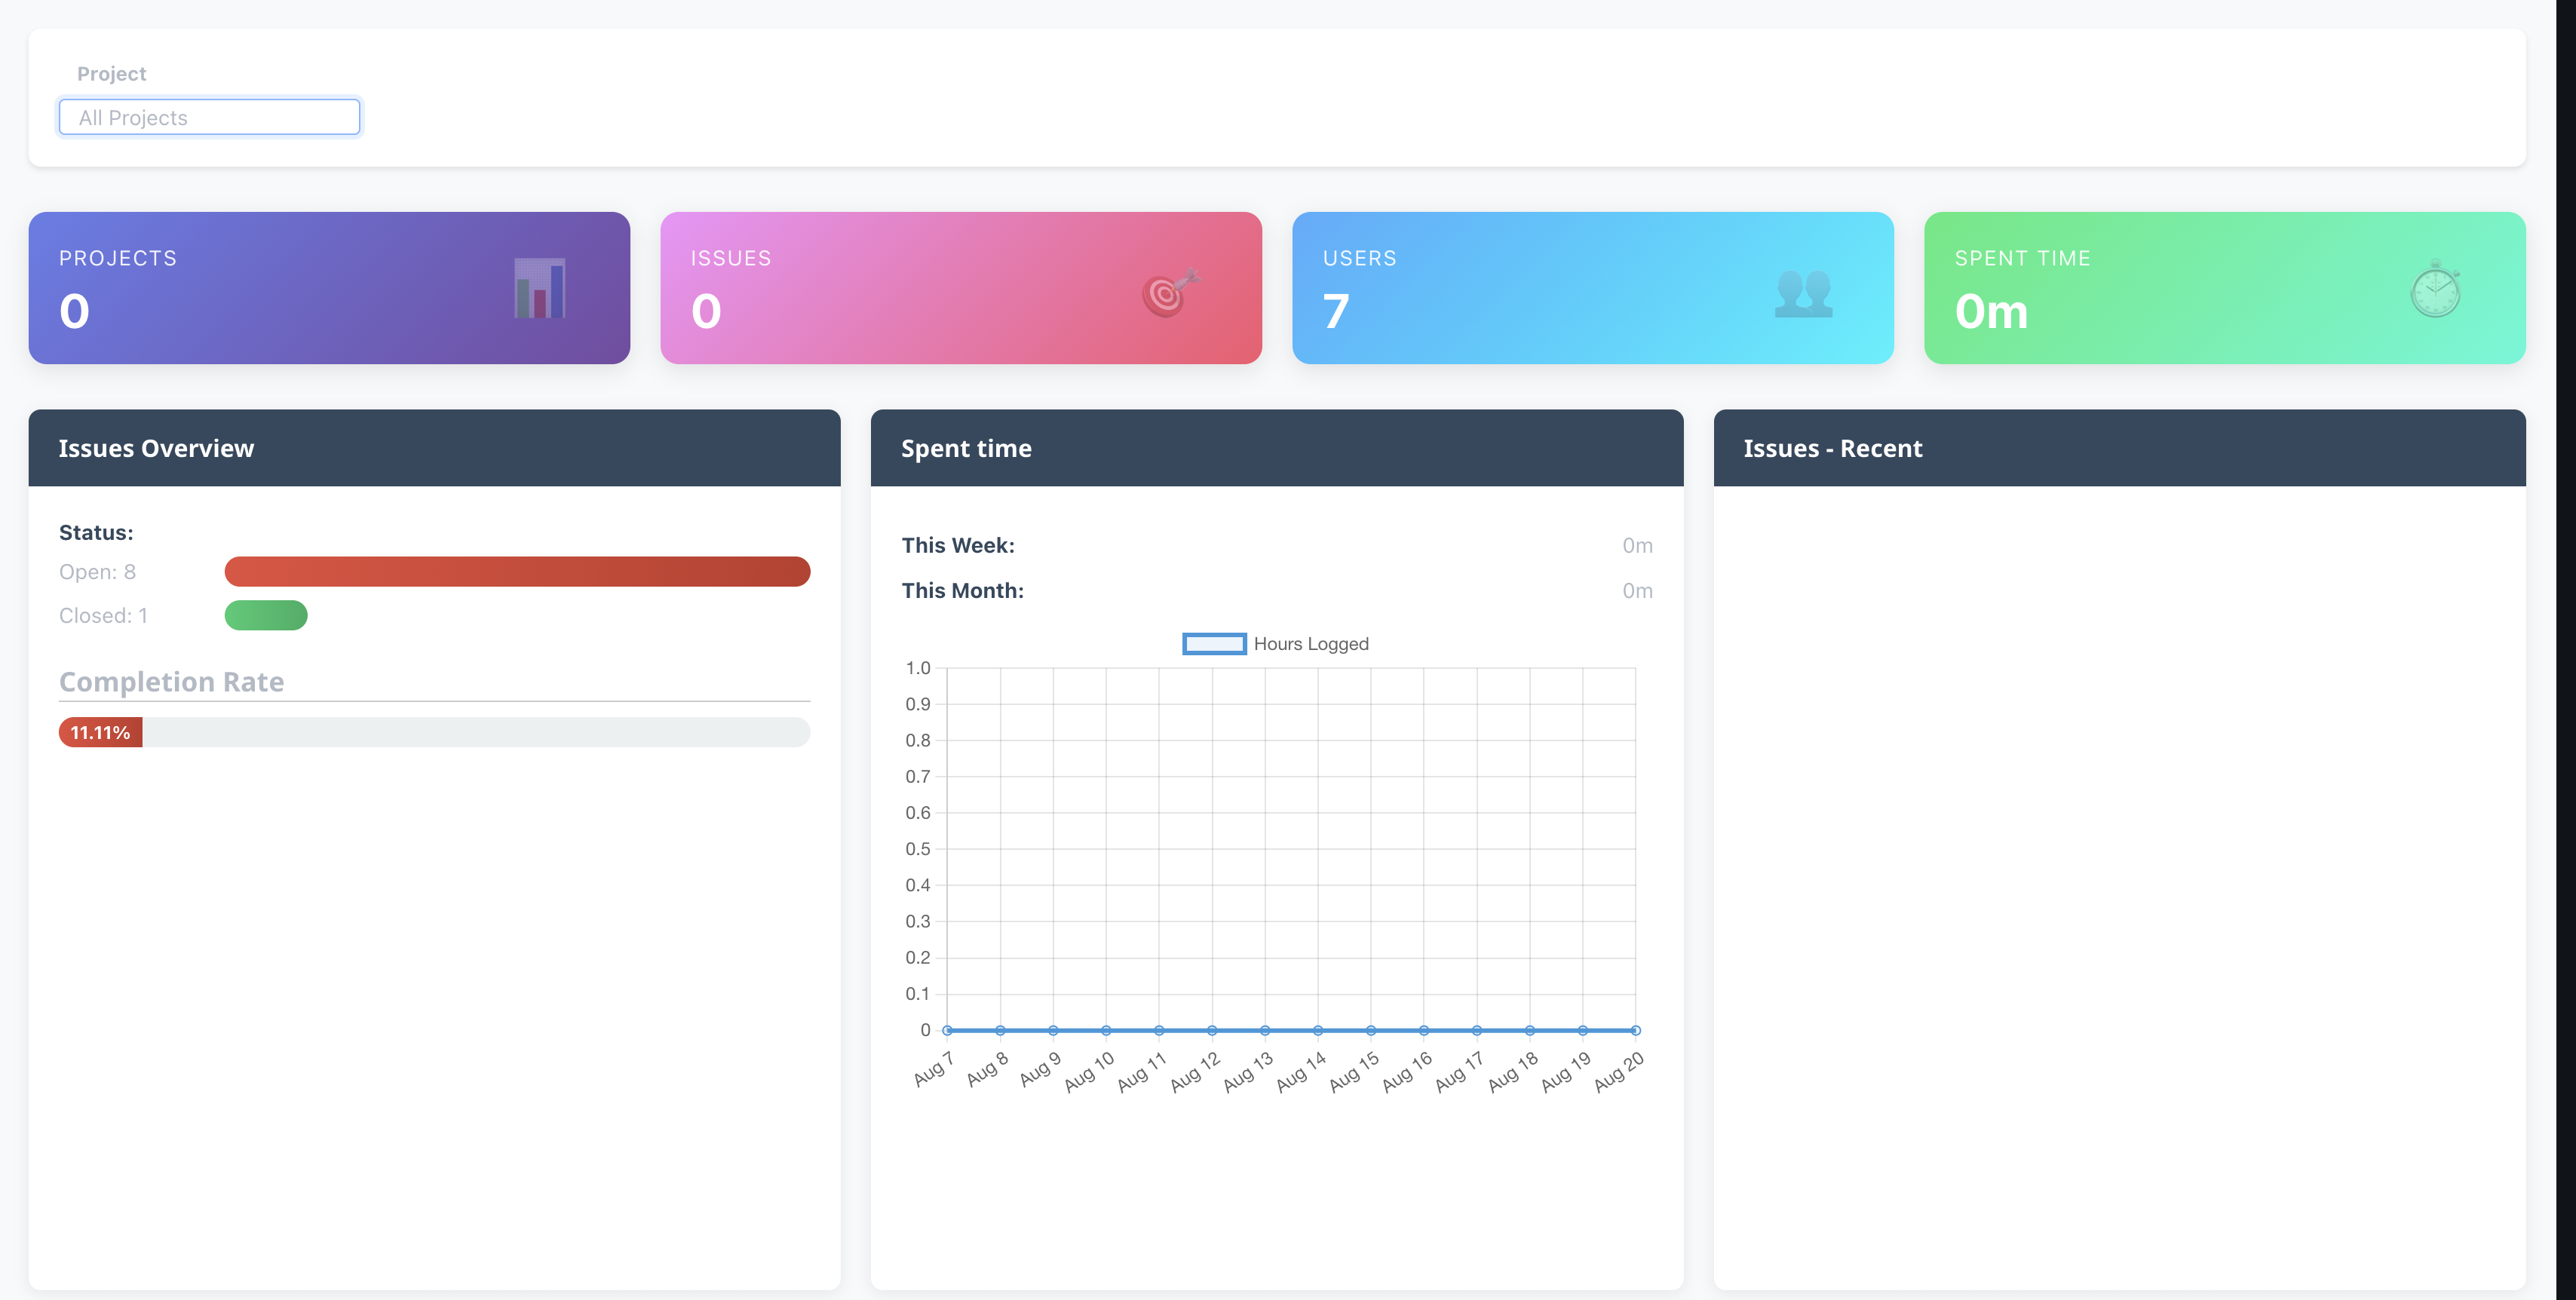 Project
All Projects
PROJECTS
0
ISSUES
0
USERS
7
SPENT TIME
0m
Issues Overview
Status:
Open: 8
Closed: 1
Completion Rate
11.11%
Spent time
This Week: 0m
This Month: 0m
Hours Logged
1.0
0.9
0.8
0.7
0.6
0.5
0.4
0.3
0.2
0.1
0
Aug 7 Aug 8 Aug 9 Aug 10 Aug 11 Aug 12 Aug 13 Aug 14 Aug 15 Aug 16 Aug 17 Aug 18 Aug 19 Aug 20
Issues - Recent